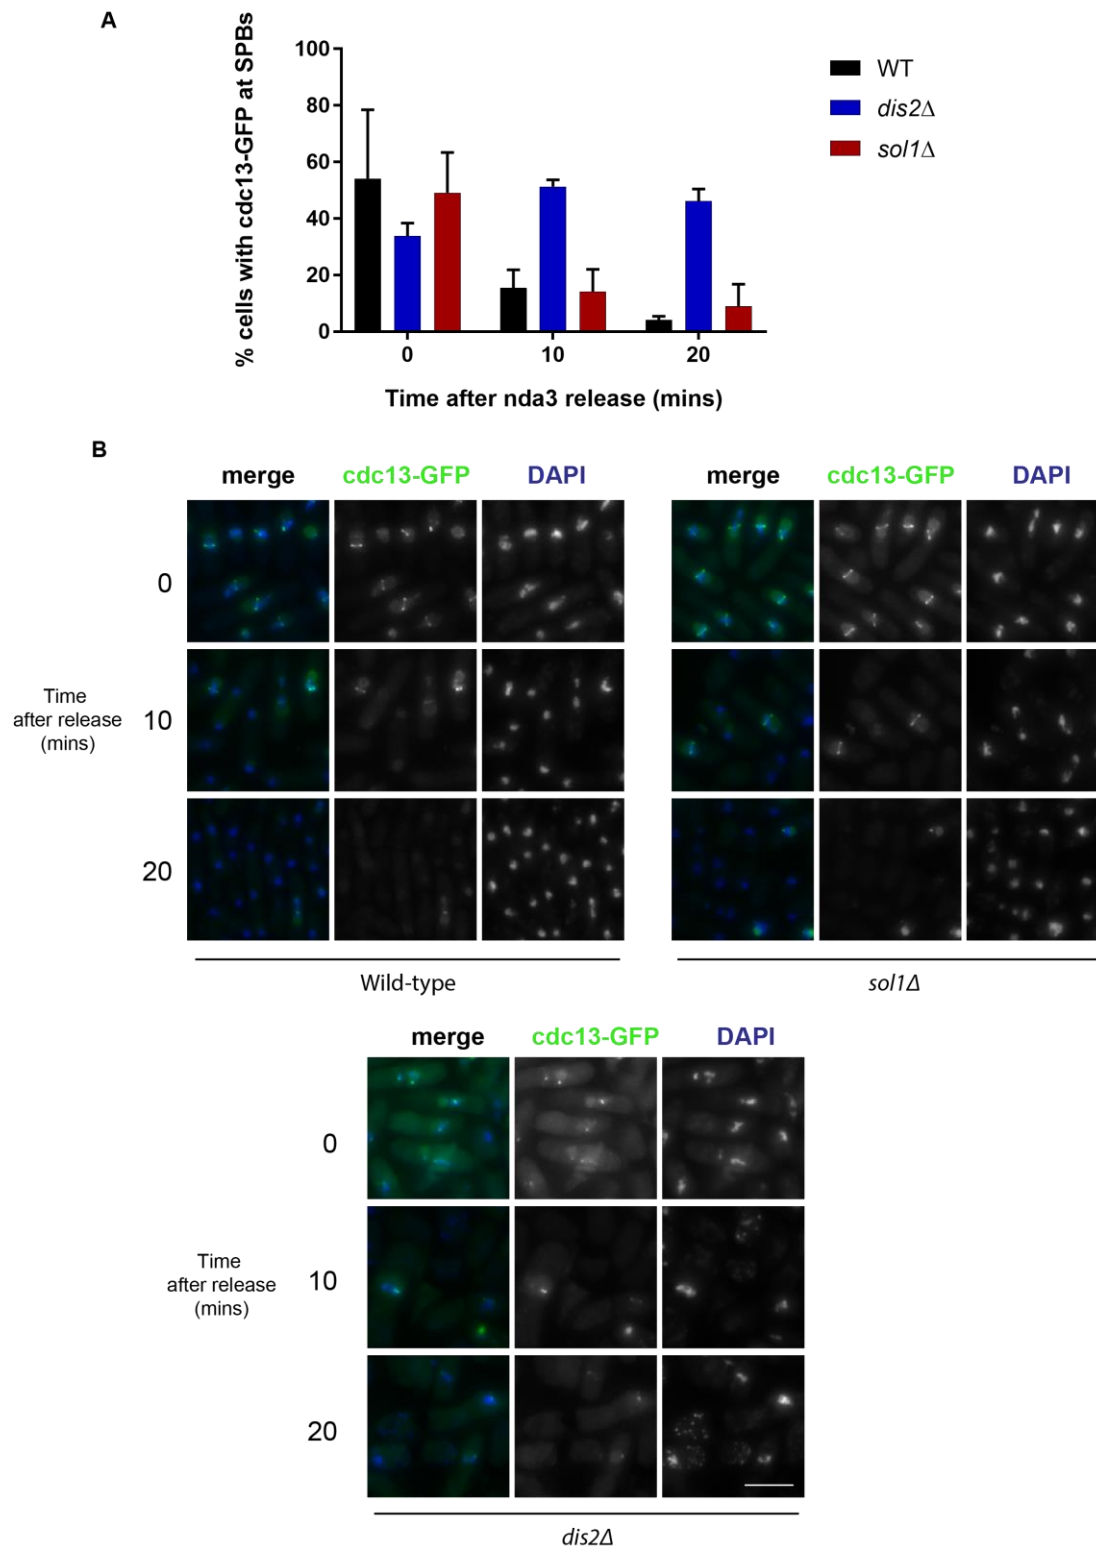 A
% cells with cdc13-GFP at SPBs
100
80
60
40
20
0
0 10 20
Time after nda3 release (mins)
WT
dis2Δ
sol1Δ
B
merge cdc13-GFP DAPI
merge cdc13-GFP DAPI
0
Time
after release
(mins)
10
20
Wild-type
sol1Δ
merge cdc13-GFP DAPI
0
Time
after release
(mins)
10
20
dis2Δ